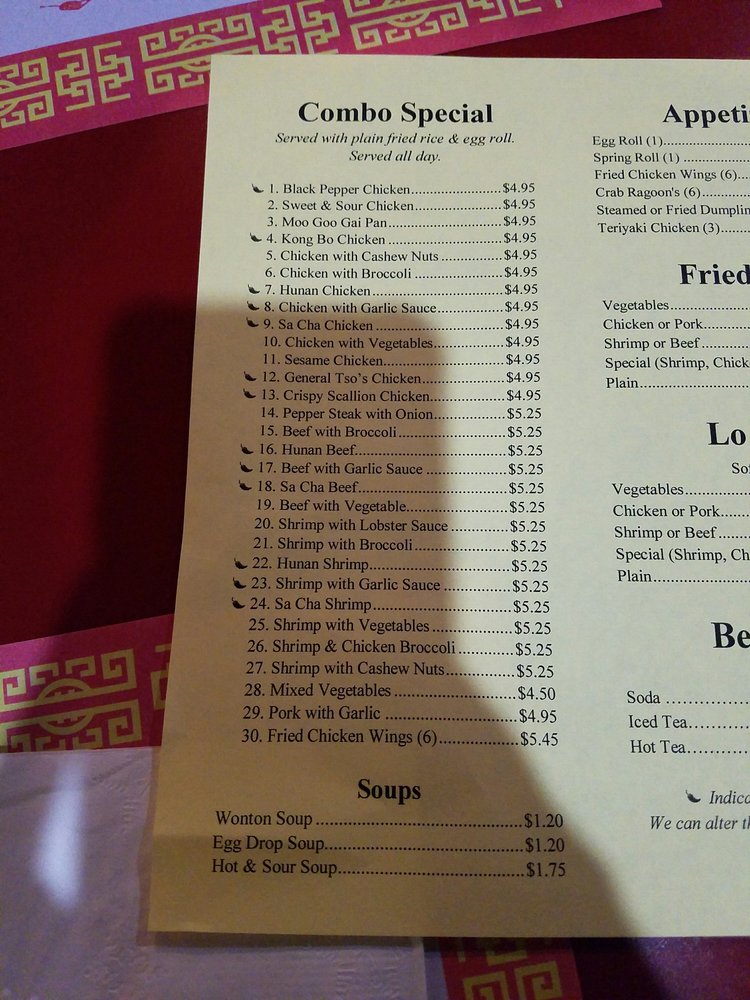 Combo Special
Served with plain fried rice & egg roll.
Served all day.
1. Black Pepper Chicken.....................$4.95
2. Sweet & Sour Chicken....................$4.95
3. Moo Goo Gai Pan..........................$4.95
4. Kong Bo Chicken ..........................$4.95
5. Chicken with Cashew Nuts ..............$4.95
6. Chicken with Broccoli ....................$4.95
7. Hunan Chicken..............................$4.95
8. Chicken with Garlic Sauce...............$4.95
9. Sa Cha Chicken .............................$4.95
10. Chicken with Vegetables................$4.95
11. Sesame Chicken...........................$4.95
12. General Tso's Chicken...................$4.95
13. Crispy Scallion Chicken.................$4.95
14. Pepper Steak with Onion................$5.25
15. Beef with Broccoli........................$5.25
16. Hunan Beef.................................$5.25
17. Beef with Garlic Sauce ..................$5.25
18. Sa Cha Beef.................................$5.25
19. Beef with Vegetable.......................$5.25
20. Shrimp with Lobster Sauce .............$5.25
21. Shrimp with Broccoli.....................$5.25
22. Hunan Shrimp..............................$5.25
23. Shrimp with Garlic Sauce ...............$5.25
24. Sa Cha Shrimp..............................$5.25
25. Shrimp with Vegetables .................$5.25
26. Shrimp & Chicken Broccoli ............$5.25
27. Shrimp with Cashew Nuts...............$5.25
28. Mixed Vegetables .........................$4.50
29. Pork with Garlic ...........................$4.95
30. Fried Chicken Wings (6).................$5.45
Soups
Wonton Soup ....................................$1.20
Egg Drop Soup...................................$1.20
Hot & Sour Soup................................$1.75
Appeti
Egg Roll (1)....................
Spring Roll (1) ................
Fried Chicken Wings (6)....
Crab Ragoon's (6)............
Steamed or Fried Dumplin
Teriyaki Chicken (3)........
Fried
Vegetables....................
Chicken or Pork.............
Shrimp or Beef ..............
Special (Shrimp, Chick
Plain............................
Lo
Sof
Vegetables..................
Chicken or Pork..........
Shrimp or Beef ...........
Special (Shrimp, Ch
Plain.........................
Be
Soda ....................
Iced Tea................
Hot Tea.................
Indica
We can alter th